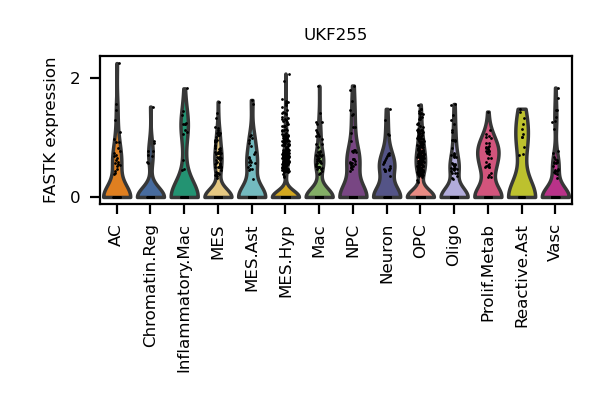 UKF255
FASTK expression
2
0
AC
Chromatin.Reg
Inflammatory.Mac
MES
MES.Ast
MES.Hyp
Mac
NPC
Neuron
OPC
Oligo
Prolif.Metab
Reactive.Ast
Vasc